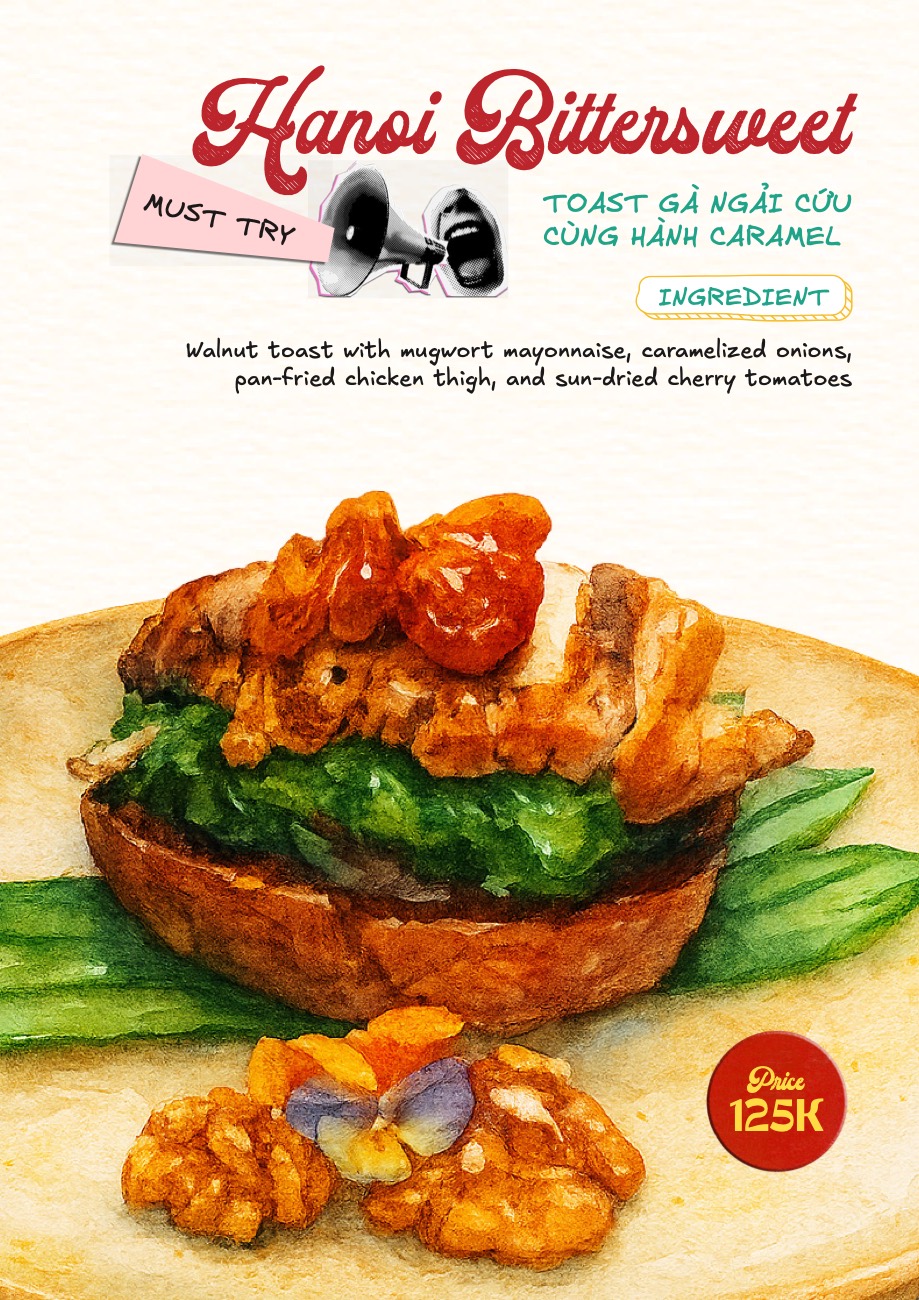 Hanoi Bittersweet
MUST TRY
TOAST GÀ NGẢI CỨU
CÙNG HÀNH CARAMEL
INGREDIENT
Walnut toast with mugwort mayonnaise, caramelized onions,
pan-fried chicken thigh, and sun-dried cherry tomatoes
Price
125K